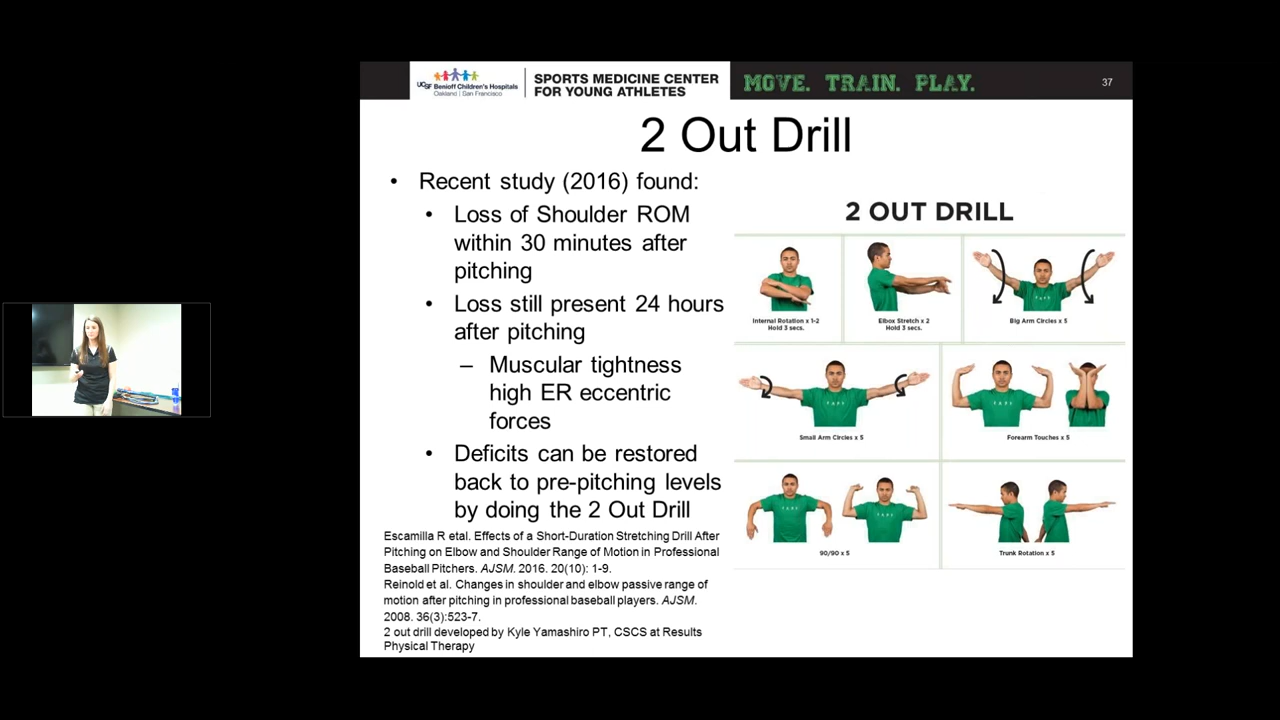 UCSF Benioff Children's Hospitals
Oakland | San Francisco
SPORTS MEDICINE CENTER
FOR YOUNG ATHLETES
MOVE. TRAIN. PLAY.
37
2 Out Drill
• Recent study (2016) found:
• Loss of Shoulder ROM
within 30 minutes after
pitching
• Loss still present 24 hours
after pitching
– Muscular tightness
high ER eccentric
forces
• Deficits can be restored
back to pre-pitching levels
by doing the 2 Out Drill
Escamilla R etal. Effects of a Short-Duration Stretching Drill After
Pitching on Elbow and Shoulder Range of Motion in Professional
Baseball Pitchers. AJSM. 2016. 20(10): 1-9.
Reinold et al. Changes in shoulder and elbow passive range of
motion after pitching in professional baseball players. AJSM.
2008. 36(3):523-7.
2 out drill developed by Kyle Yamashiro PT, CSCS at Results
Physical Therapy
2 OUT DRILL
Internal Rotation x 1-2
Hold 3 secs.
Elbox Stretch x 2
Hold 3 secs.
Big Arm Circles x 5
Small Arm Circles x 5
Forearm Touches x 5
90/90 x 5
Trunk Rotation x 5